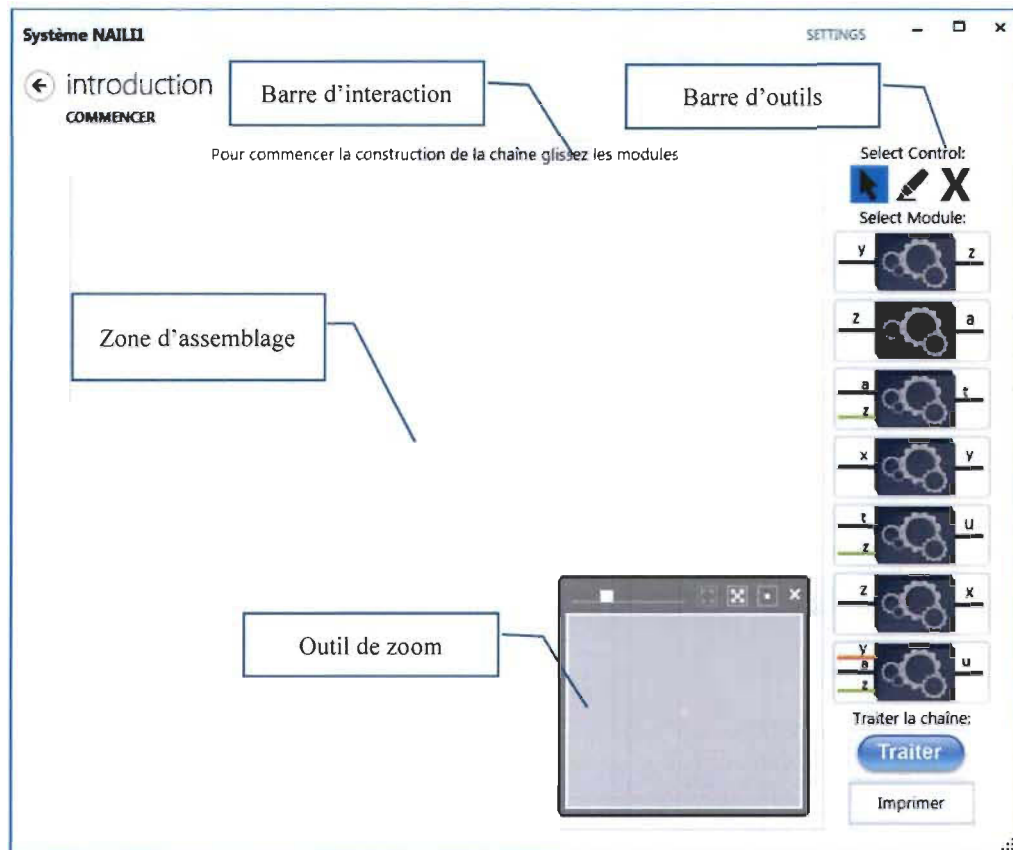 Système NAILI1
SETTINGS
introduction
COMMENCER
Barre d'interaction
Barre d'outils
Pour commencer la construction de la chaîne glissez les modules
Select Control:
X
Select Module:
y z
z a
Zone d'assemblage
a t
z
x y
t u
z
Outil de zoom
z x
y
a u
z
Traiter la chaîne:
Traiter
Imprimer